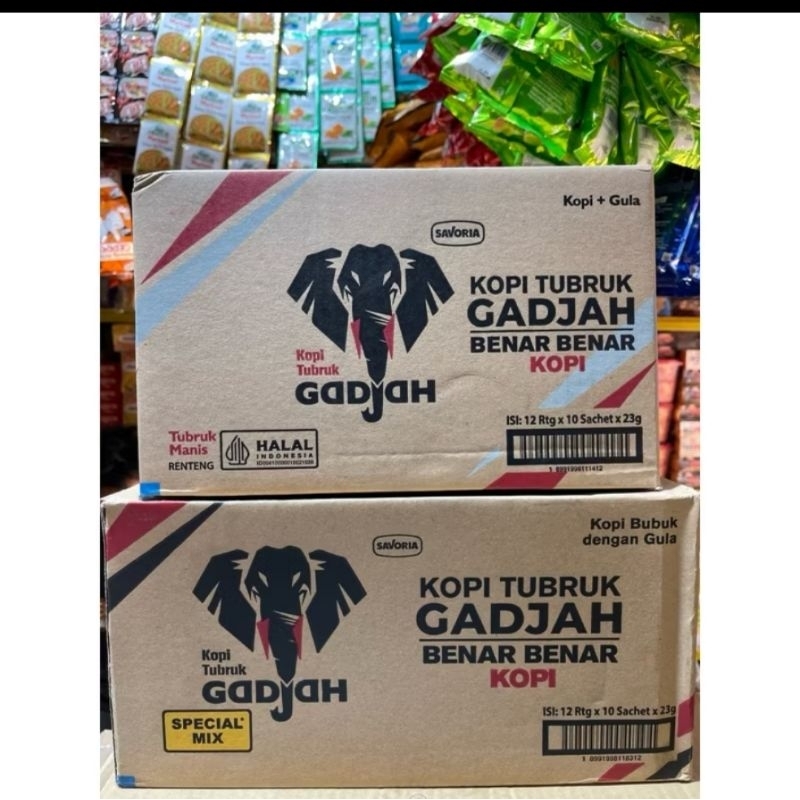 Kopi + Gula
SAVORIA
KOPI TUBRUK
GADJAH
BENAR BENAR
KOPI
Kopi
Tubruk
GADJAH
ISI: 12 Rtg x 10 Sachet x 23g
Tubruk
Manis
RENTENG
HALAL
INDONESIA
Kopi Bubuk
dengan Gula
SAVORIA
KOPI TUBRUK
GADJAH
BENAR BENAR
KOPI
Kopi
Tubruk
GADJAH
SPECIAL
MIX
ISI: 12 Rtg x 10 Sachet x 23g